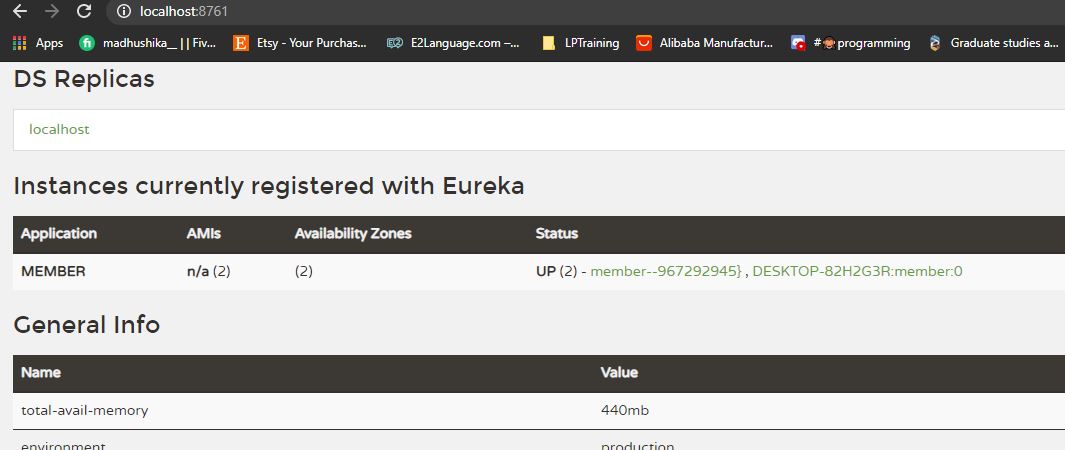 localhost:8761
Apps madhushika__ | | Fiv... Etsy - Your Purchas... E2Language.com –... LPTraining Alibaba Manufactur... #🐵programming Graduate studies a...
DS Replicas
localhost
Instances currently registered with Eureka
Application AMIs Availability Zones Status
MEMBER n/a (2) (2) UP (2) - member--967292945} , DESKTOP-82H2G3R:member:0
General Info
Name Value
total-avail-memory 440mb
environment production